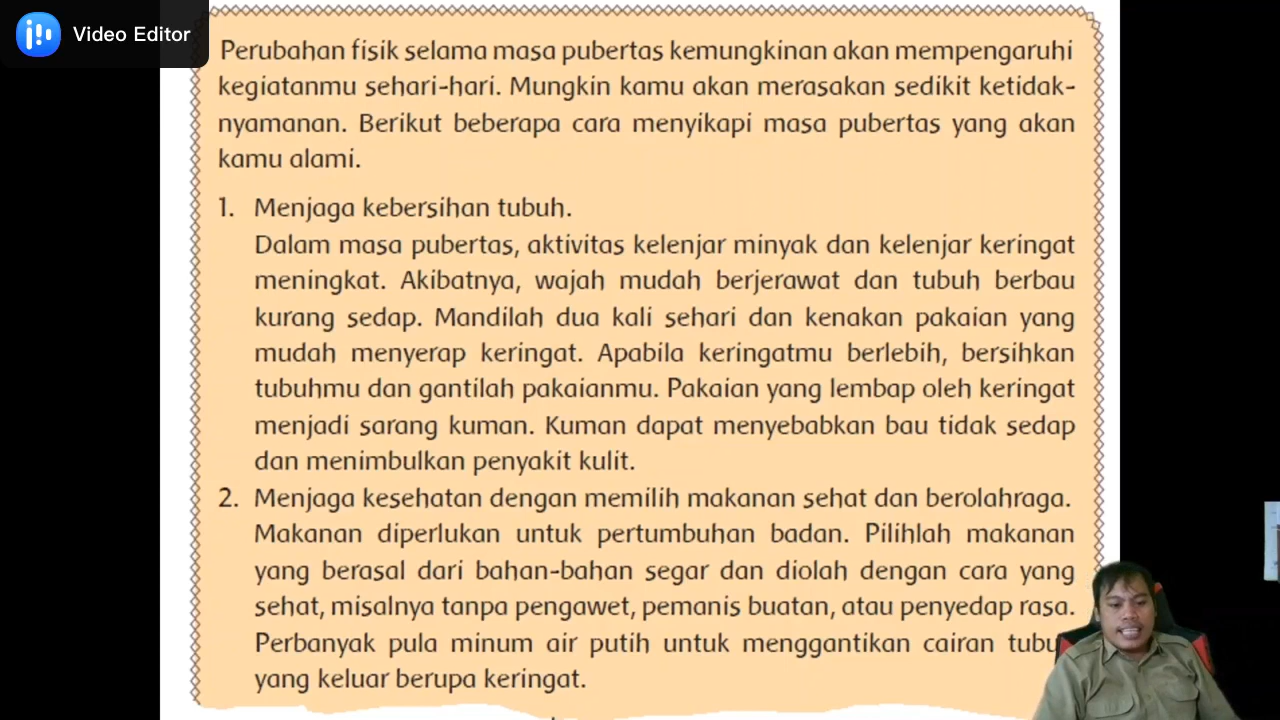 Video Editor
Perubahan fisik selama masa pubertas kemungkinan akan mempengaruhi
kegiatanmu sehari-hari. Mungkin kamu akan merasakan sedikit ketidak-
nyamanan. Berikut beberapa cara menyikapi masa pubertas yang akan
kamu alami.
1. Menjaga kebersihan tubuh.
Dalam masa pubertas, aktivitas kelenjar minyak dan kelenjar keringat
meningkat. Akibatnya, wajah mudah berjerawat dan tubuh berbau
kurang sedap. Mandilah dua kali sehari dan kenakan pakaian yang
mudah menyerap keringat. Apabila keringatmu berlebih, bersihkan
tubuhmu dan gantilah pakaianmu. Pakaian yang lembap oleh keringat
menjadi sarang kuman. Kuman dapat menyebabkan bau tidak sedap
dan menimbulkan penyakit kulit.
2. Menjaga kesehatan dengan memilih makanan sehat dan berolahraga.
Makanan diperlukan untuk pertumbuhan badan. Pilihlah makanan
yang berasal dari bahan-bahan segar dan diolah dengan cara yang
sehat, misalnya tanpa pengawet, pemanis buatan, atau penyedap rasa.
Perbanyak pula minum air putih untuk menggantikan cairan tubu
yang keluar berupa keringat.